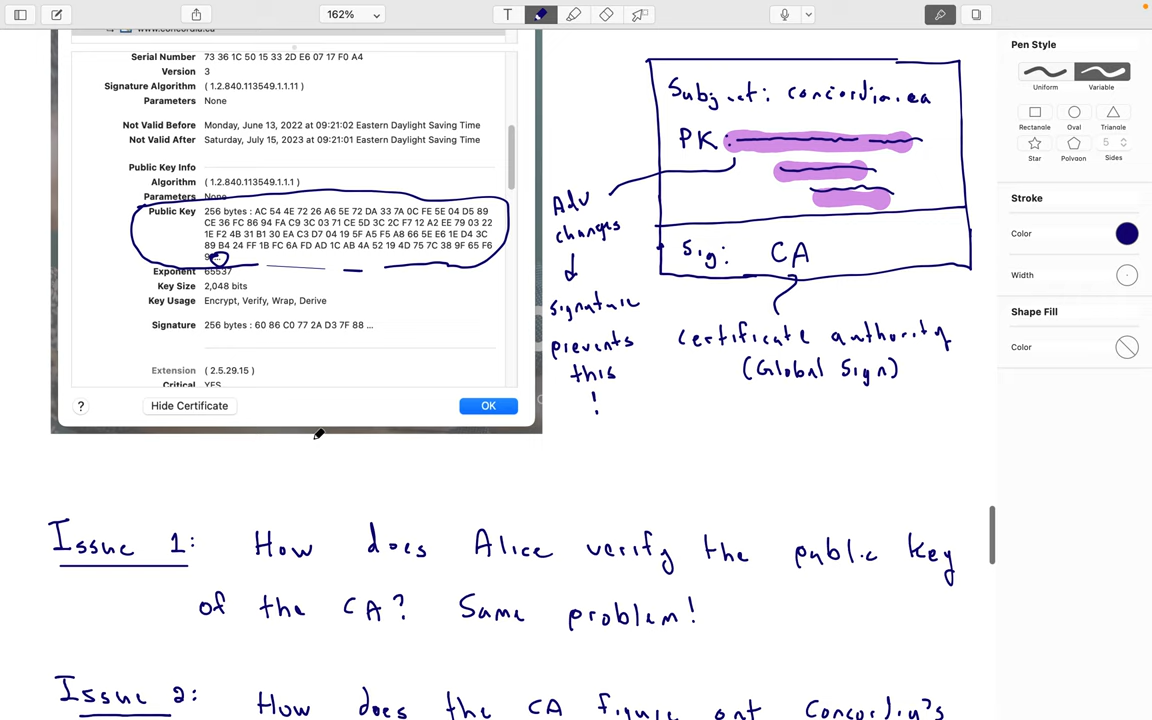 162%
T
www.concordia.ca
Serial Number 73 36 1C 50 15 33 2D E6 07 17 F0 A4
Version 3
Signature Algorithm ( 1.2.840.113549.1.1.11 )
Parameters None
Not Valid Before Monday, June 13, 2022 at 09:21:02 Eastern Daylight Saving Time
Not Valid After Saturday, July 15, 2023 at 09:21:01 Eastern Daylight Saving Time
Public Key Info
Algorithm ( 1.2.840.113549.1.1.1 )
Parameters None
Public Key 256 bytes : AC 54 4E 72 26 A6 5E 72 DA 33 7A 0C FE 5E 04 D5 89
CE 36 FC 86 94 FA C9 3C 03 71 CE 5D 3C 2C F7 12 A2 EE 79 03 22
1E F2 4B 31 B1 30 EA C3 D7 04 19 5F A5 F5 A8 66 5E E6 1E D4 3C
89 B4 24 FF 1B FC 6A FD AD 1C AB 4A 52 19 4D 75 7C 38 9F 65 F6
Exponent 65537
Key Size 2,048 bits
Key Usage Encrypt, Verify, Wrap, Derive
Signature 256 bytes : 60 86 C0 77 2A D3 7F 88 ...
Extension ( 2.5.29.15 )
Critical YES
?
Hide Certificate
OK
Subject: concordia.ca
PK:
Sig: CA
Adv
changes
signature
prevents
this
!
certificate authority
(Global Sign)
Issue 1: How does Alice verify the public key
of the CA? Same problem!
Issue 2: How does the CA figure out Concordia's
Pen Style
Uniform
Variable
Rectangle
Oval
Triangle
Star
Polygon
5
Sides
Stroke
Color
Width
Shape Fill
Color